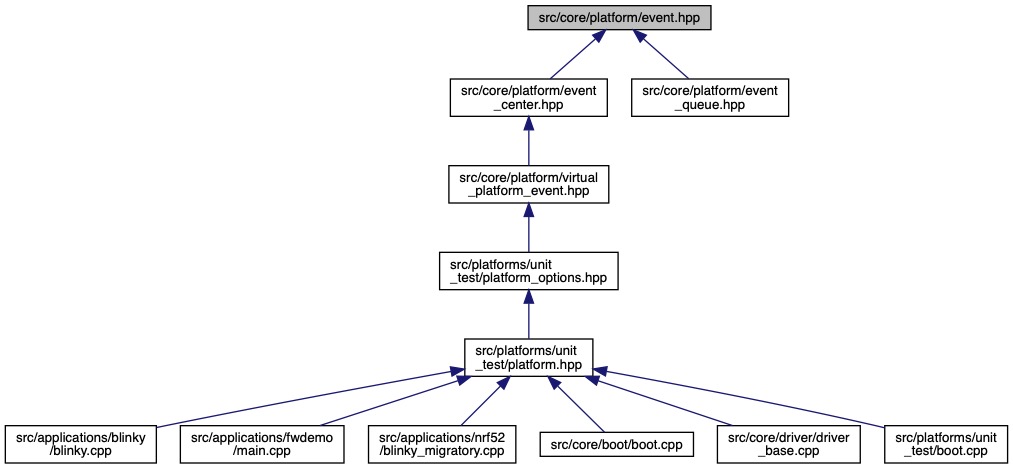 src/core/platform/event.hpp
src/core/platform/event
_center.hpp
src/core/platform/event
_queue.hpp
src/core/platform/virtual
_platform_event.hpp
src/platforms/unit
_test/platform_options.hpp
src/platforms/unit
_test/platform.hpp
src/applications/blinky
/blinky.cpp
src/applications/fwdemo
/main.cpp
src/applications/nrf52
/blinky_migratory.cpp
src/core/boot/boot.cpp
src/core/driver/driver
_base.cpp
src/platforms/unit
_test/boot.cpp